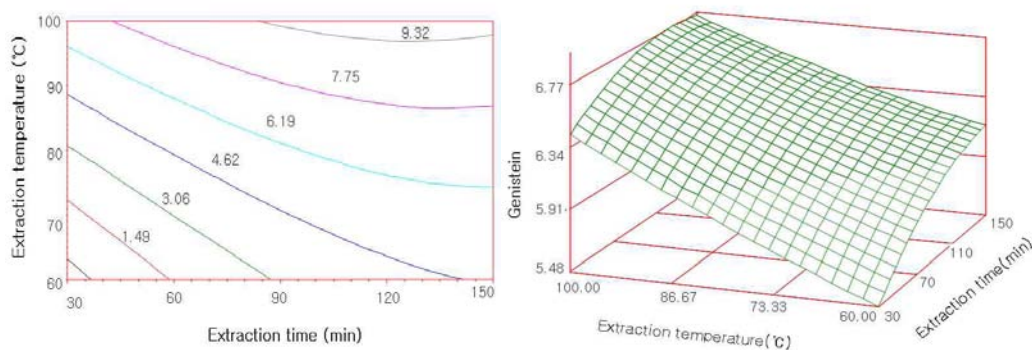 100
90
80
70
60
Extraction temperature (℃)
9.32
7.75
6.19
4.62
3.06
1.49
30 60 90 120 150
Extraction time (min)
Genistein
6.77
6.34
5.91
5.48
100.00 86.67 73.33 60.00
Extraction temperature(℃)
30 70 110 150
Extraction time(min)